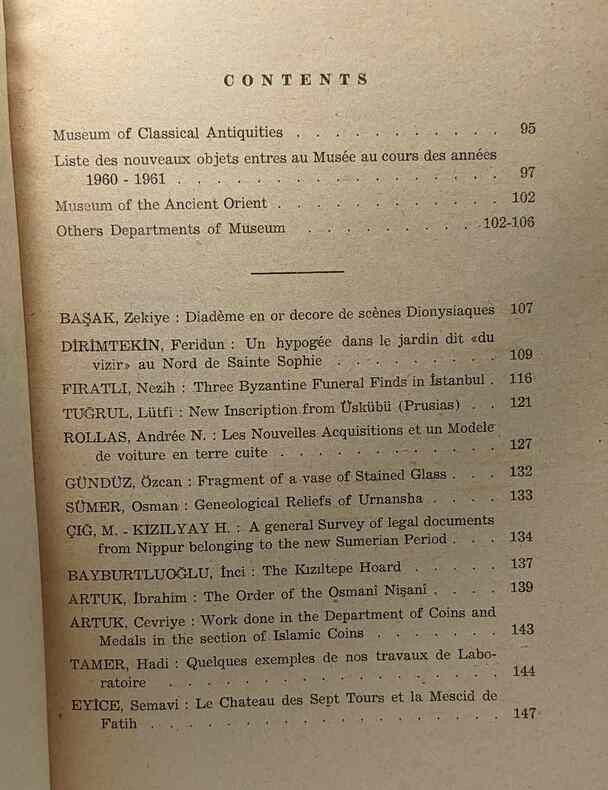 CONTENTS
Museum of Classical Antiquities . . . . . . . . . . . 95
Liste des nouveaux objets entres au Musée au cours des années
1960 - 1961 . . . . . . . . . . . . . . . . . 97
Museum of the Ancient Orient . . . . . . . . . . . . 102
Others Departments of Museum . . . . . . . . . 102-106
BAŞAK, Zekiye : Diadème en or decore de scènes Dionysiaques 107
DİRİMTEKİN, Feridun : Un hypogée dans le jardin dit «du
vizir» au Nord de Sainte Sophie . . . . . . . . 109
FIRATLI, Nezih : Three Byzantine Funeral Finds in İstanbul . 116
TUĞRUL, Lütfi : New Inscription from Üskübü (Prusias) . . 121
ROLLAS, Andrée N. : Les Nouvelles Acquisitions et un Modele
de voiture en terre cuite . . . . . . . . . . . 127
GÜNDÜZ, Özcan : Fragment of a vase of Stained Glass . . . 132
SÜMER, Osman : Geneological Reliefs of Urnansha . . . . 133
ÇIĞ, M. - KIZILYAY H. : A general Survey of legal documents
from Nippur belonging to the new Sumerian Period . . . 134
BAYBURTLUOĞLU, İnci : The Kızıltepe Hoard . . . . . 137
ARTUK, İbrahim : The Order of the Osmanî Nişanî . . . . 139
ARTUK, Cevriye : Work done in the Department of Coins and
Medals in the section of Islamic Coins . . . . . . . 143
TAMER, Hadi : Quelques exemples de nos travaux de Labo-
ratoire . . . . . . . . . . . . . . . . . . 144
EYİCE, Semavi : Le Chateau des Sept Tours et la Mescid de
Fatih . . . . . . . . . . . . . . . . . . 147